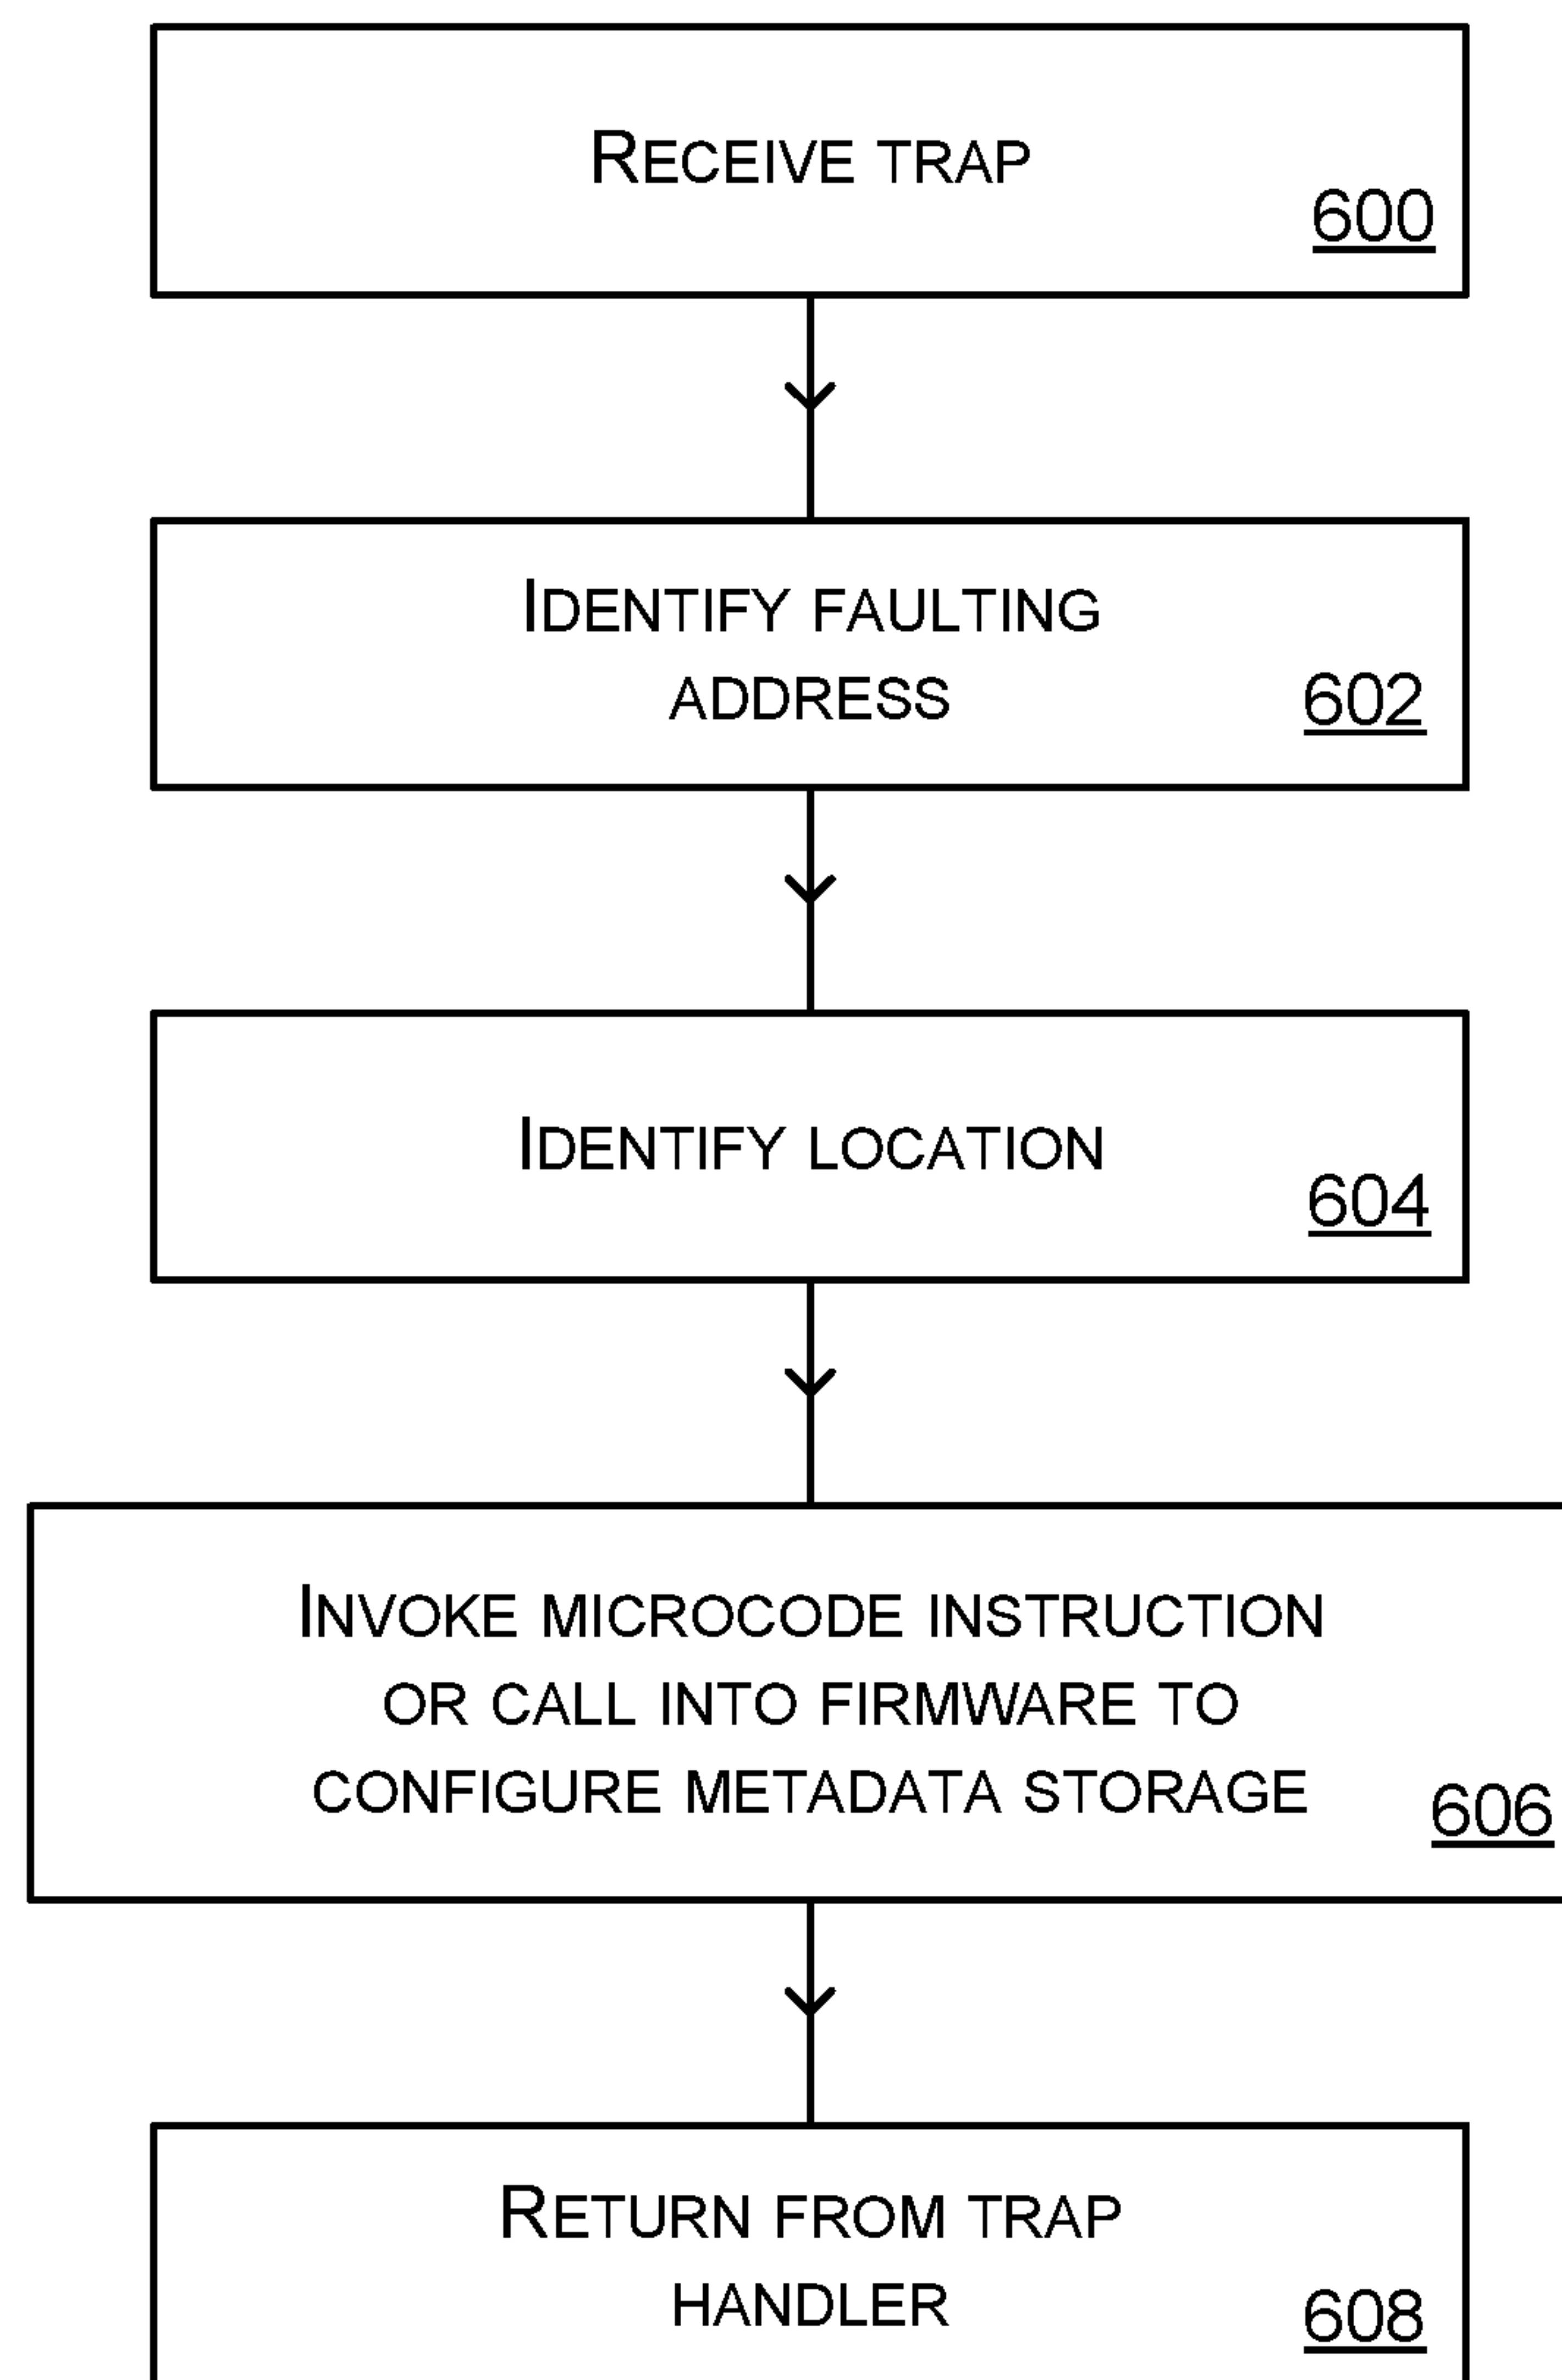 RECEIVE TRAP
600
IDENTIFY FAULTING
ADDRESS
602
IDENTIFY LOCATION
604
INVOKE MICROCODE INSTRUCTION
OR CALL INTO FIRMWARE TO
CONFIGURE METADATA STORAGE
606
RETURN FROM TRAP
HANDLER
608